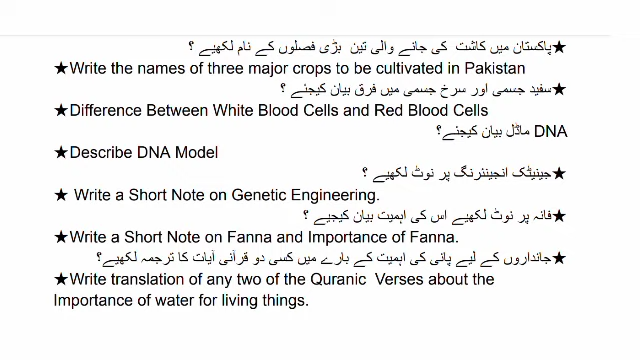 ★پاکستان میں کاشت کی جانے والی تین بڑی فصلوں کے نام لکھیے ؟
★Write the names of three major crops to be cultivated in Pakistan
★سفید جسمی اور سرخ جسمی میں فرق بیان کیجئے ؟
★Difference Between White Blood Cells and Red Blood Cells
DNA ماڈل بیان کیجئے؟
★Describe DNA Model
★جینیٹک انجینئرنگ پر نوٹ لکھیے ؟
★ Write a Short Note on Genetic Engineering.
★فانہ پر نوٹ لکھیے اس کی اہمیت بیان کیجیے ؟
★Write a Short Note on Fanna and Importance of Fanna.
★جانداروں کے لیے پانی کی اہمیت کے بارے میں کسی دو قرآنی آیات کا ترجمہ لکھیے؟
★Write translation of any two of the Quranic Verses about the
Importance of water for living things.